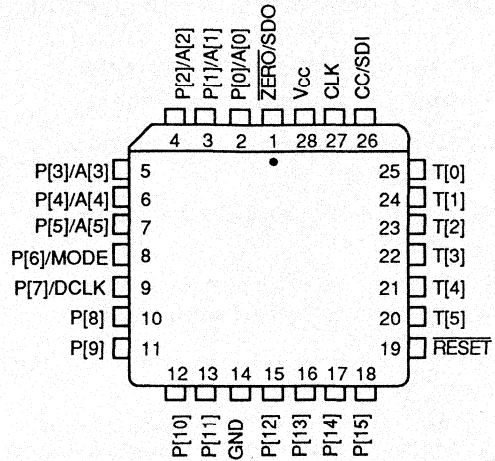 P[2]/A[2]
P[1]/A[1]
P[0]/A[0]
ZERO/SDO
Vcc
CLK
CC/SDI
4 3 2 1 28 27 26
P[3]/A[3] 5 25 T[0]
P[4]/A[4] 6 24 T[1]
P[5]/A[5] 7 23 T[2]
P[6]/MODE 8 22 T[3]
P[7]/DCLK 9 21 T[4]
P[8] 10 20 T[5]
P[9] 11 19 RESET
12 13 14 15 16 17 18
P[10]
P[11]
GND
P[12]
P[13]
P[14]
P[15]